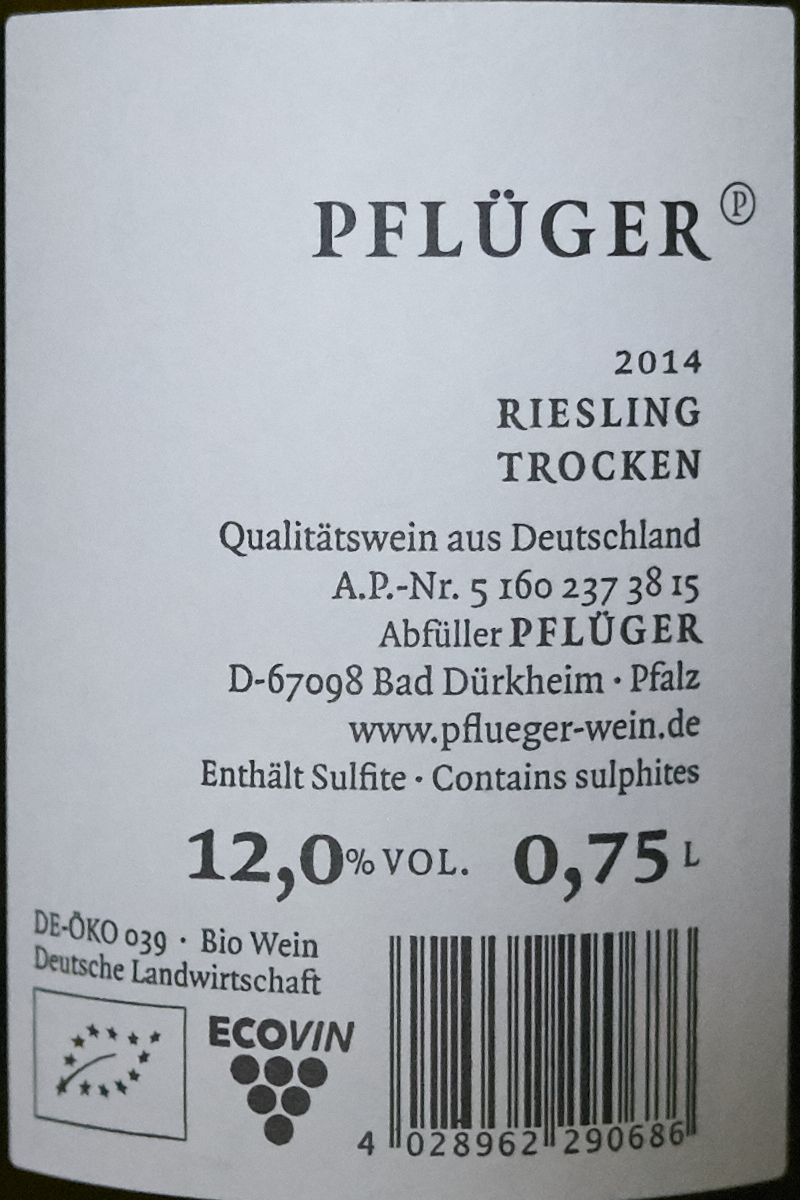 PFLÜGER Ⓟ
2014
RIESLING
TROCKEN
Qualitätswein aus Deutschland
A.P.-Nr. 5 160 237 38 15
Abfüller PFLÜGER
D-67098 Bad Dürkheim · Pfalz
www.pflueger-wein.de
Enthält Sulfite · Contains sulphites
12,0% VOL. 0,75 L
DE-ÖKO 039 · Bio Wein
Deutsche Landwirtschaft
ECOVIN
4 028962 290686